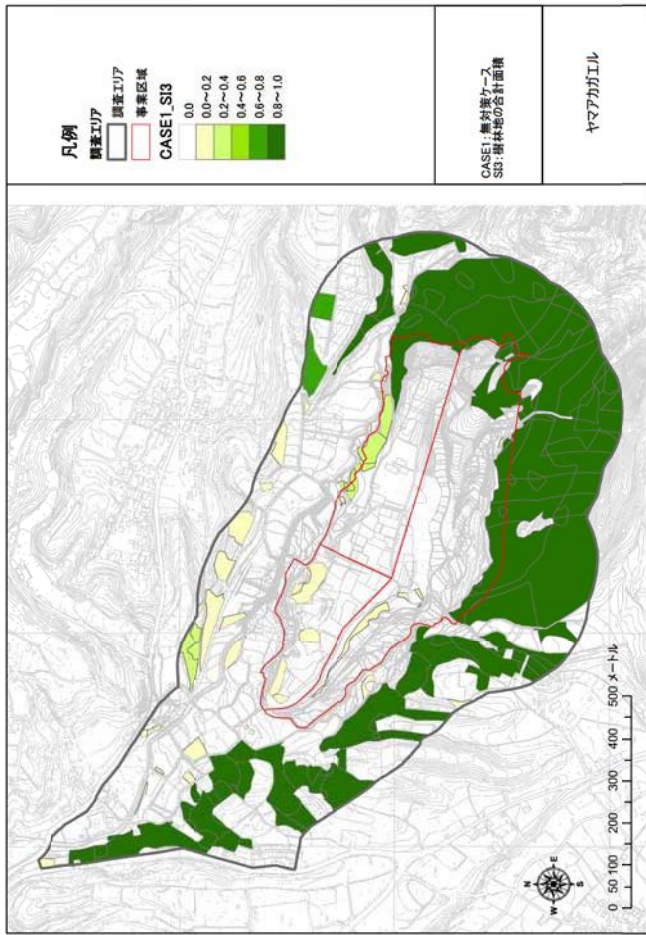 凡例
調査エリア
調査エリア
事業区域
CASE1_SI3
0.0
0.0～0.2
0.2～0.4
0.4～0.6
0.6～0.8
0.8～1.0
CASE1：無対策ケース
SI3：樹林地の合計面積
ヤマアカガエル
N
W
E
S
0 50 100 200 300 400 500 メートル